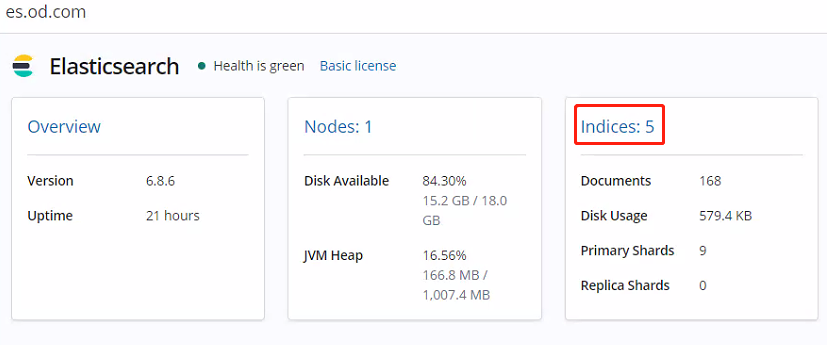 es.od.com
Elasticsearch Health is green Basic license
Overview
Version 6.8.6
Uptime 21 hours
Nodes: 1
Disk Available 84.30%
15.2 GB / 18.0
GB
JVM Heap 16.56%
166.8 MB /
1,007.4 MB
Indices: 5
Documents 168
Disk Usage 579.4 KB
Primary Shards 9
Replica Shards 0